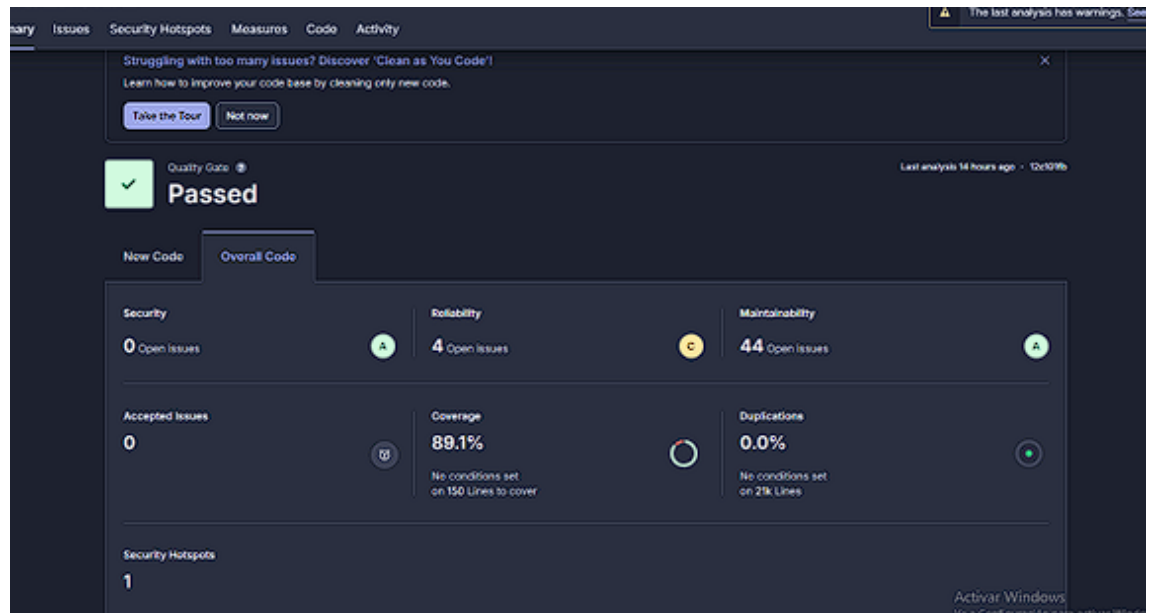 The last analysis has warnings. See
Issues Security Hotspots Measures Code Activity
Struggling with too many issues? Discover 'Clean as You Code'!
Learn how to improve your code base by cleaning only new code.
Take the Tour Not now
Quality Gate
Last analysis 14 hours ago
Passed
New Code Overall Code
Security Reliability Maintainability
0 Open issues A 4 Open issues C 44 Open issues A
Accepted Issues Coverage Duplications
0 89.1% 0.0%
No conditions set No conditions set
on 150 Lines to cover on 21k Lines
Security Hotspots
1
Activar Windows